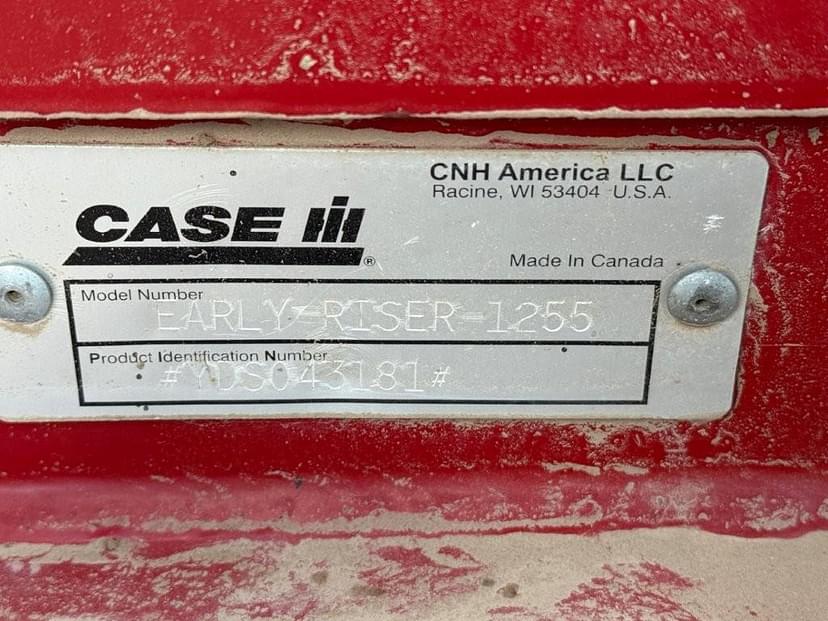 CNH America LLC
Racine, WI 53404 U.S.A.
CASE IH
®
Made In Canada
Model Number
EARLY-RISER-1255
Product Identification Number
#YDS043181#